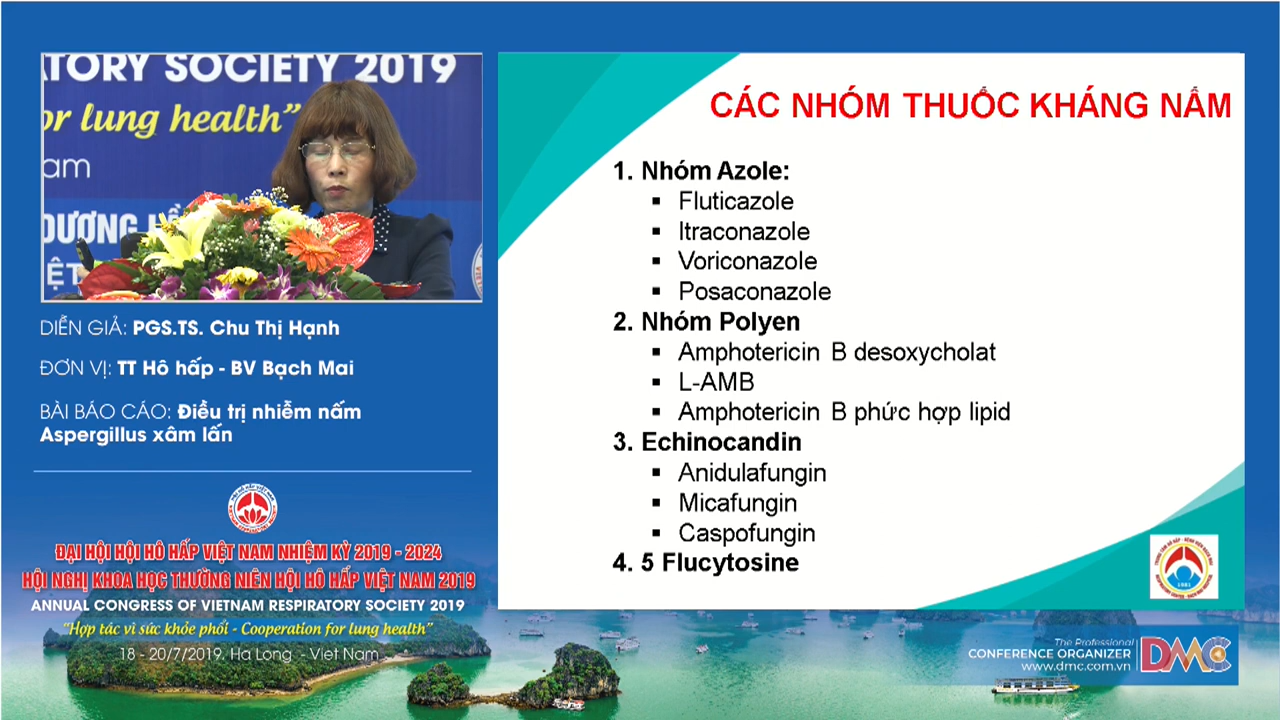 ATORY SOCIETY 2019
or lung health”
am
DƯƠNG
DIỄN GIẢ: PGS.TS. Chu Thị Hạnh
ĐƠN VỊ: TT Hô hấp - BV Bạch Mai
BÀI BÁO CÁO: Điều trị nhiễm nấm
Aspergillus xâm lấn
ĐẠI HỘI HỘI HÔ HẤP VIỆT NAM NHIỆM KỲ 2019 - 2024
HỘI NGHỊ KHOA HỌC THƯỜNG NIÊN HỘI HÔ HẤP VIỆT NAM 2019
ANNUAL CONGRESS OF VIETNAM RESPIRATORY SOCIETY 2019
“Hợp tác vì sức khỏe phổi - Cooperation for lung health”
18 - 20/7/2019. Ha Long - Viet Nam
CÁC NHÓM THUỐC KHÁNG NẤM
1. Nhóm Azole:
▪ Fluticazole
▪ Itraconazole
▪ Voriconazole
▪ Posaconazole
2. Nhóm Polyen
▪ Amphotericin B desoxycholat
▪ L-AMB
▪ Amphotericin B phức hợp lipid
3. Echinocandin
▪ Anidulafungin
▪ Micafungin
▪ Caspofungin
4. 5 Flucytosine
The Professional
CONFERENCE ORGANIZER
www.dmc.com.vn
DMC